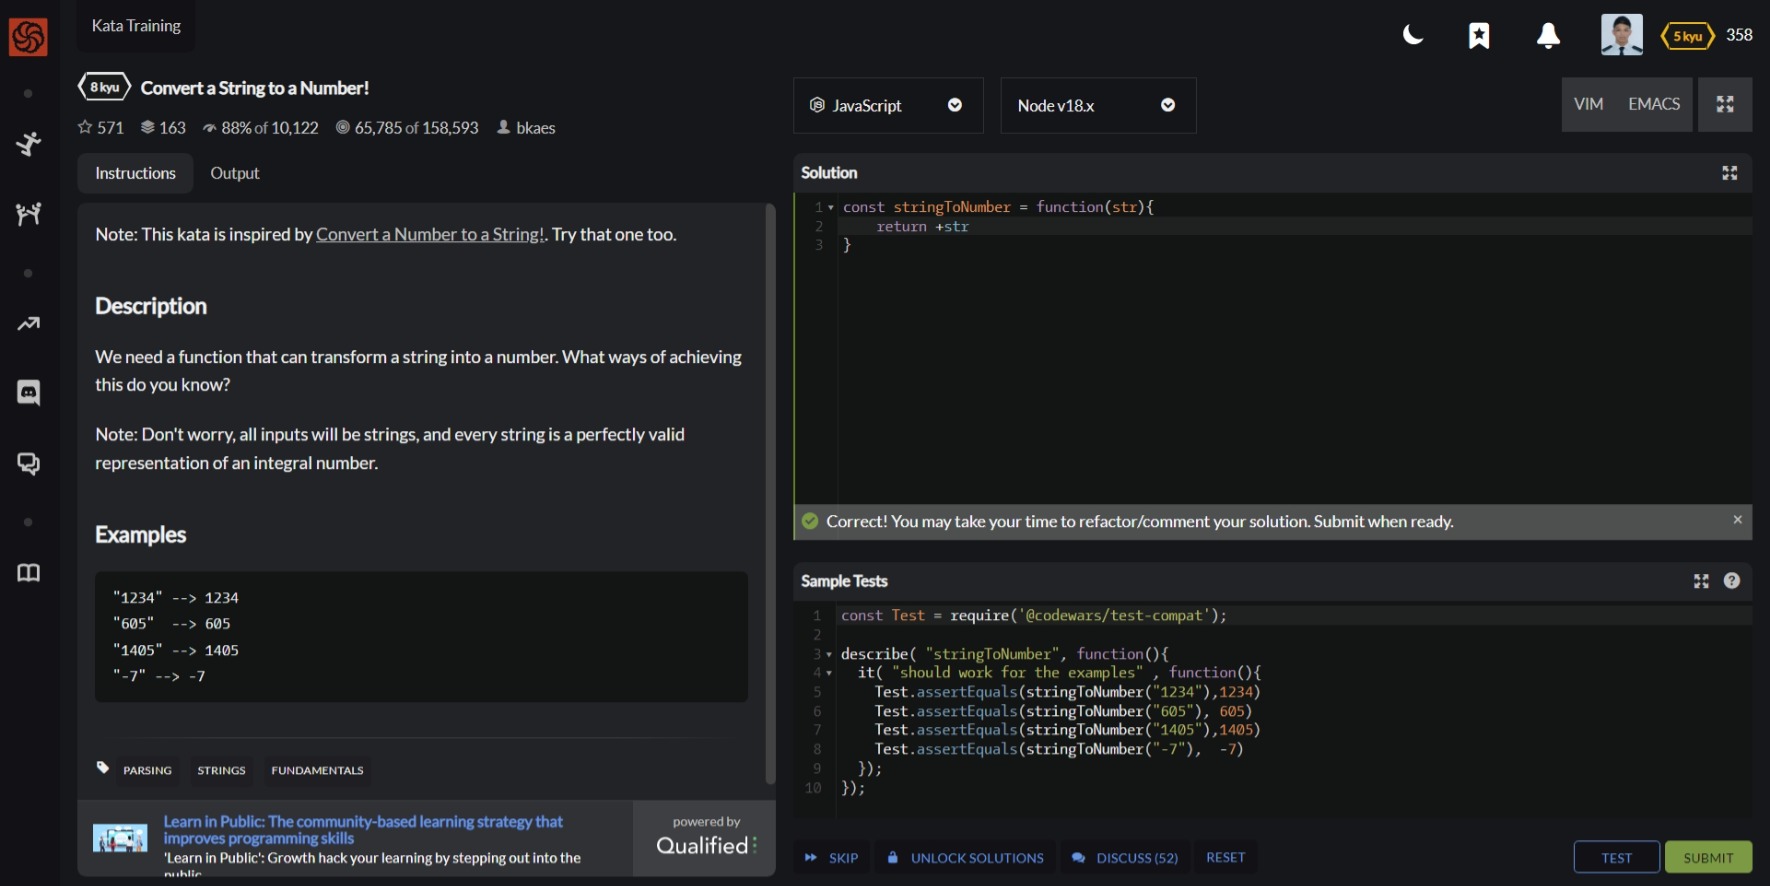 Kata Training
5 kyu 358
8 kyu Convert a String to a Number!
571 163 88% of 10,122 65,785 of 158,593 bkaes
JavaScript
Node v18.x
VIM EMACS
Instructions Output
Note: This kata is inspired by Convert a Number to a String!. Try that one too.
Description
We need a function that can transform a string into a number. What ways of achieving
this do you know?
Note: Don't worry, all inputs will be strings, and every string is a perfectly valid
representation of an integral number.
Examples
"1234" --> 1234
"605"  --> 605
"1405" --> 1405
"-7" --> -7
PARSING STRINGS FUNDAMENTALS
Learn in Public: The community-based learning strategy that
improves programming skills
'Learn in Public': Growth hack your learning by stepping out into the
public
powered by
Qualified
Solution
1 const stringToNumber = function(str){
2     return +str
3 }
Correct! You may take your time to refactor/comment your solution. Submit when ready.
Sample Tests
1 const Test = require('@codewars/test-compat');
2
3 describe( "stringToNumber", function(){
4   it( "should work for the examples" , function(){
5     Test.assertEquals(stringToNumber("1234"),1234)
6     Test.assertEquals(stringToNumber("605"), 605)
7     Test.assertEquals(stringToNumber("1405"),1405)
8     Test.assertEquals(stringToNumber("-7"),  -7)
9   });
10 });
SKIP UNLOCK SOLUTIONS DISCUSS (52) RESET TEST SUBMIT